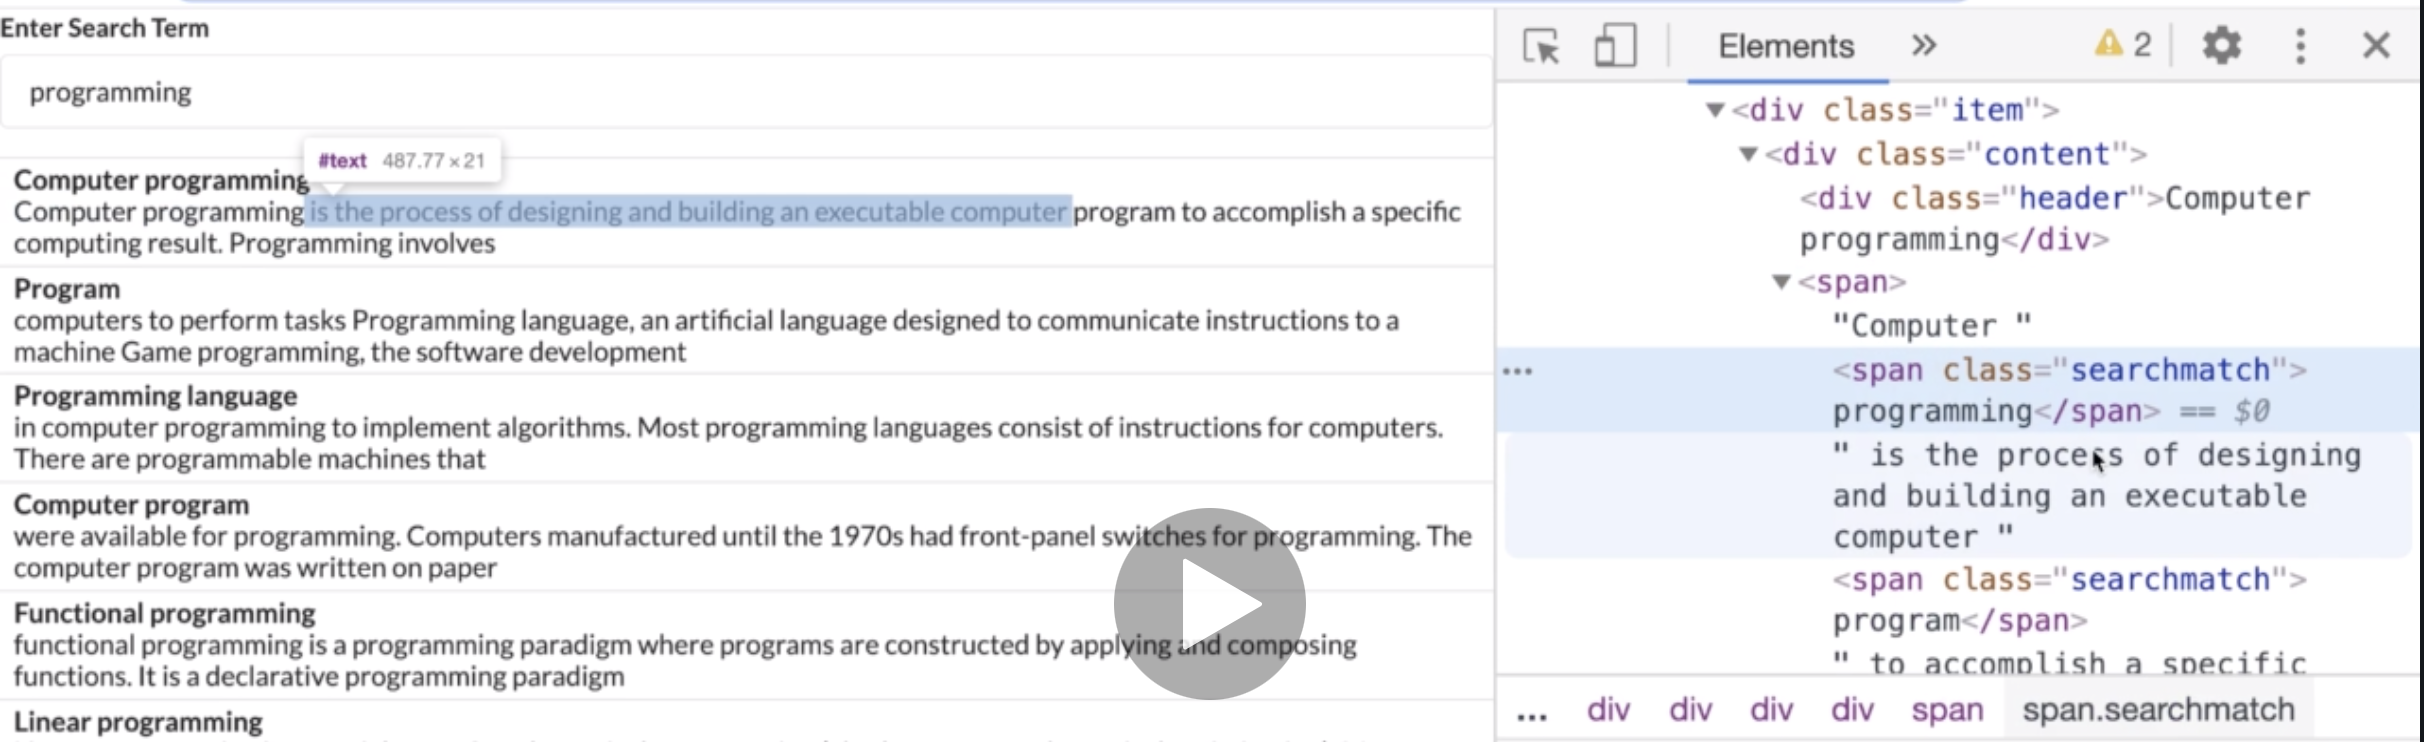 Enter Search Term
programming
#text 487.77 × 21
Computer programming
Computer programming is the process of designing and building an executable computer program to accomplish a specific
computing result. Programming involves
Program
computers to perform tasks Programming language, an artificial language designed to communicate instructions to a
machine Game programming, the software development
Programming language
in computer programming to implement algorithms. Most programming languages consist of instructions for computers.
There are programmable machines that
Computer program
were available for programming. Computers manufactured until the 1970s had front-panel switches for programming. The
computer program was written on paper
Functional programming
functional programming is a programming paradigm where programs are constructed by applying and composing
functions. It is a declarative programming paradigm
Linear programming
Elements » 2
<div class="item">
<div class="content">
<div class="header">Computer
programming</div>
<span>
"Computer "
... <span class="searchmatch">
programming</span> == $0
" is the process of designing
and building an executable
computer "
<span class="searchmatch">
program</span>
" to accomplish a specific
... div div div div span span.searchmatch